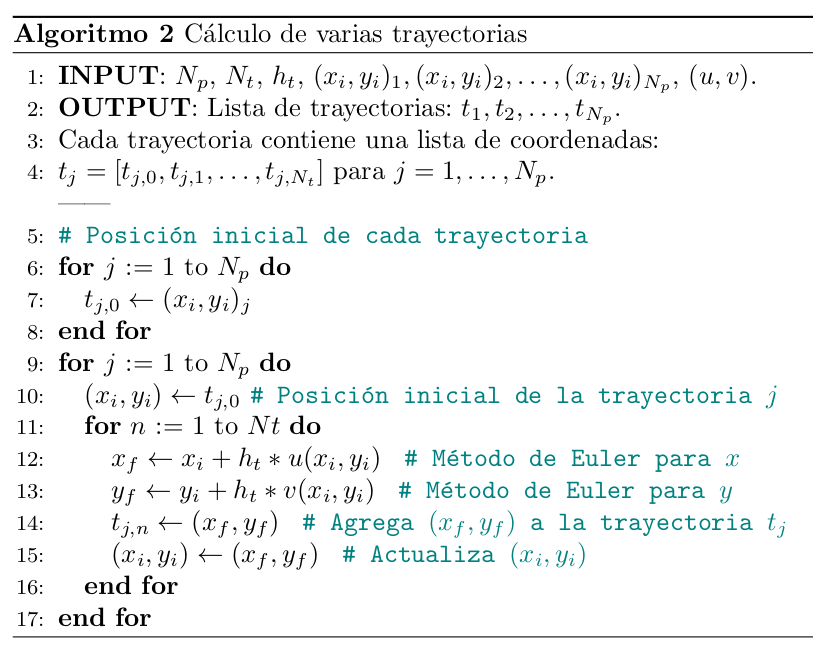 Algoritmo 2 Cálculo de varias trayectorias
1: INPUT: $N_p$, $N_t$, $h_t$, $(x_i, y_i)_1, (x_i, y_i)_2, \ldots, (x_i, y_i)_{N_p}$, $(u, v)$.
2: OUTPUT: Lista de trayectorias: $t_1, t_2, \ldots, t_{N_p}$.
3: Cada trayectoria contiene una lista de coordenadas:
4: $t_j = [t_{j,0}, t_{j,1}, \ldots, t_{j,N_t}]$ para $j = 1, \ldots, N_p$.
——
5: # Posición inicial de cada trayectoria
6: for $j := 1$ to $N_p$ do
7: $t_{j,0} \leftarrow (x_i, y_i)_j$
8: end for
9: for $j := 1$ to $N_p$ do
10: $(x_i, y_i) \leftarrow t_{j,0}$ # Posición inicial de la trayectoria $j$
11: for $n := 1$ to $Nt$ do
12: $x_f \leftarrow x_i + h_t * u(x_i, y_i)$ # Método de Euler para $x$
13: $y_f \leftarrow y_i + h_t * v(x_i, y_i)$ # Método de Euler para $y$
14: $t_{j,n} \leftarrow (x_f, y_f)$ # Agrega $(x_f, y_f)$ a la trayectoria $t_j$
15: $(x_i, y_i) \leftarrow (x_f, y_f)$ # Actualiza $(x_i, y_i)$
16: end for
17: end for